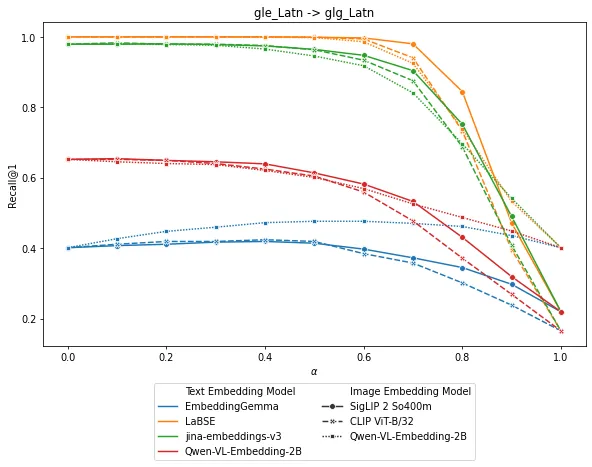 gle_Latn -> glg_Latn
Recall@1
1.0
0.8
0.6
0.4
0.2
0.0 0.2 0.4 0.6 0.8 1.0
α
Text Embedding Model Image Embedding Model
EmbeddingGemma SigLIP 2 So400m
LaBSE CLIP ViT-B/32
jina-embeddings-v3 Qwen-VL-Embedding-2B
Qwen-VL-Embedding-2B